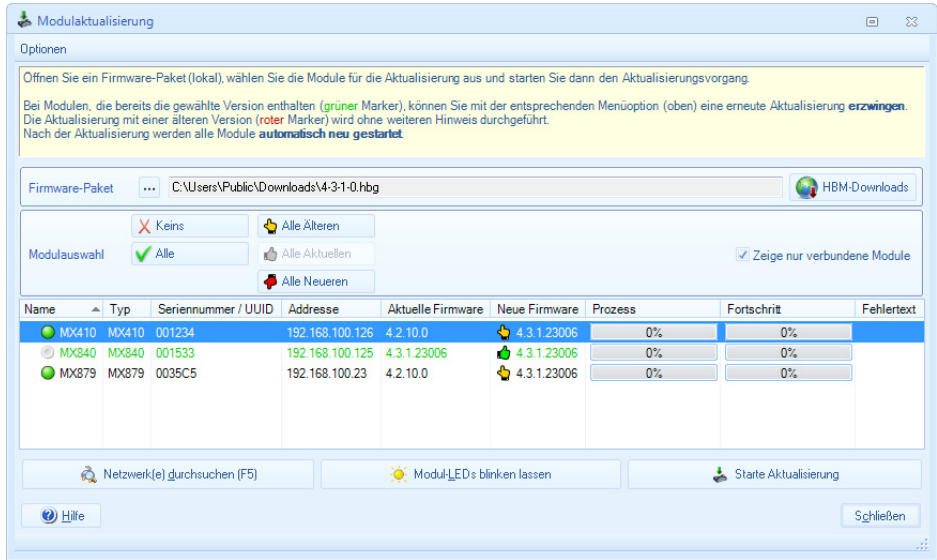 Modulaktualisierung
Optionen
Öffnen Sie ein Firmware-Paket (lokal), wählen Sie die Module für die Aktualisierung aus und starten Sie dann den Aktualisierungsvorgang.
Bei Modulen, die bereits die gewählte Version enthalten (grüner Marker), können Sie mit der entsprechenden Menüoption (oben) eine erneute Aktualisierung erzwingen.
Die Aktualisierung mit einer älteren Version (roter Marker) wird ohne weiteren Hinweis durchgeführt.
Nach der Aktualisierung werden alle Module automatisch neu gestartet.
Firmware-Paket ... C:\Users\Public\Downloads\4-3-1-0.hbg HBM-Downloads
Keins Alle Älteren
Modulauswahl Alle Alle Aktuellen Zeige nur verbundene Module
Alle Neueren
Name Typ Seriennummer / UUID Addresse Aktuelle Firmware Neue Firmware Prozess Fortschritt Fehlertext
MX410 MX410 001234 192.168.100.126 4.2.10.0 4.3.1.23006 0% 0%
MX840 MX840 001533 192.168.100.125 4.3.1.23006 4.3.1.23006 0% 0%
MX879 MX879 0035C5 192.168.100.23 4.2.10.0 4.3.1.23006 0% 0%
Netzwerk(e) durchsuchen (F5) Modul-LEDs blinken lassen Starte Aktualisierung
Hilfe Schließen